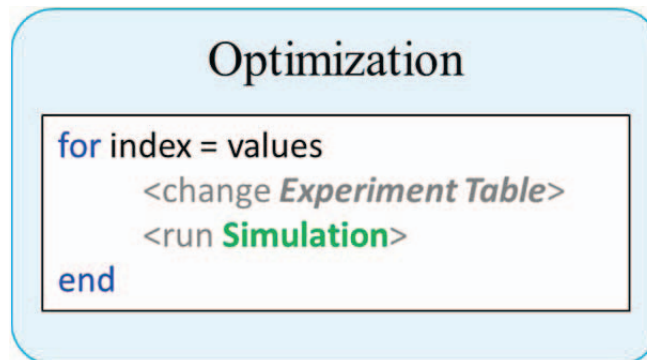 Optimization
for index = values
<change Experiment Table>
<run Simulation>
end